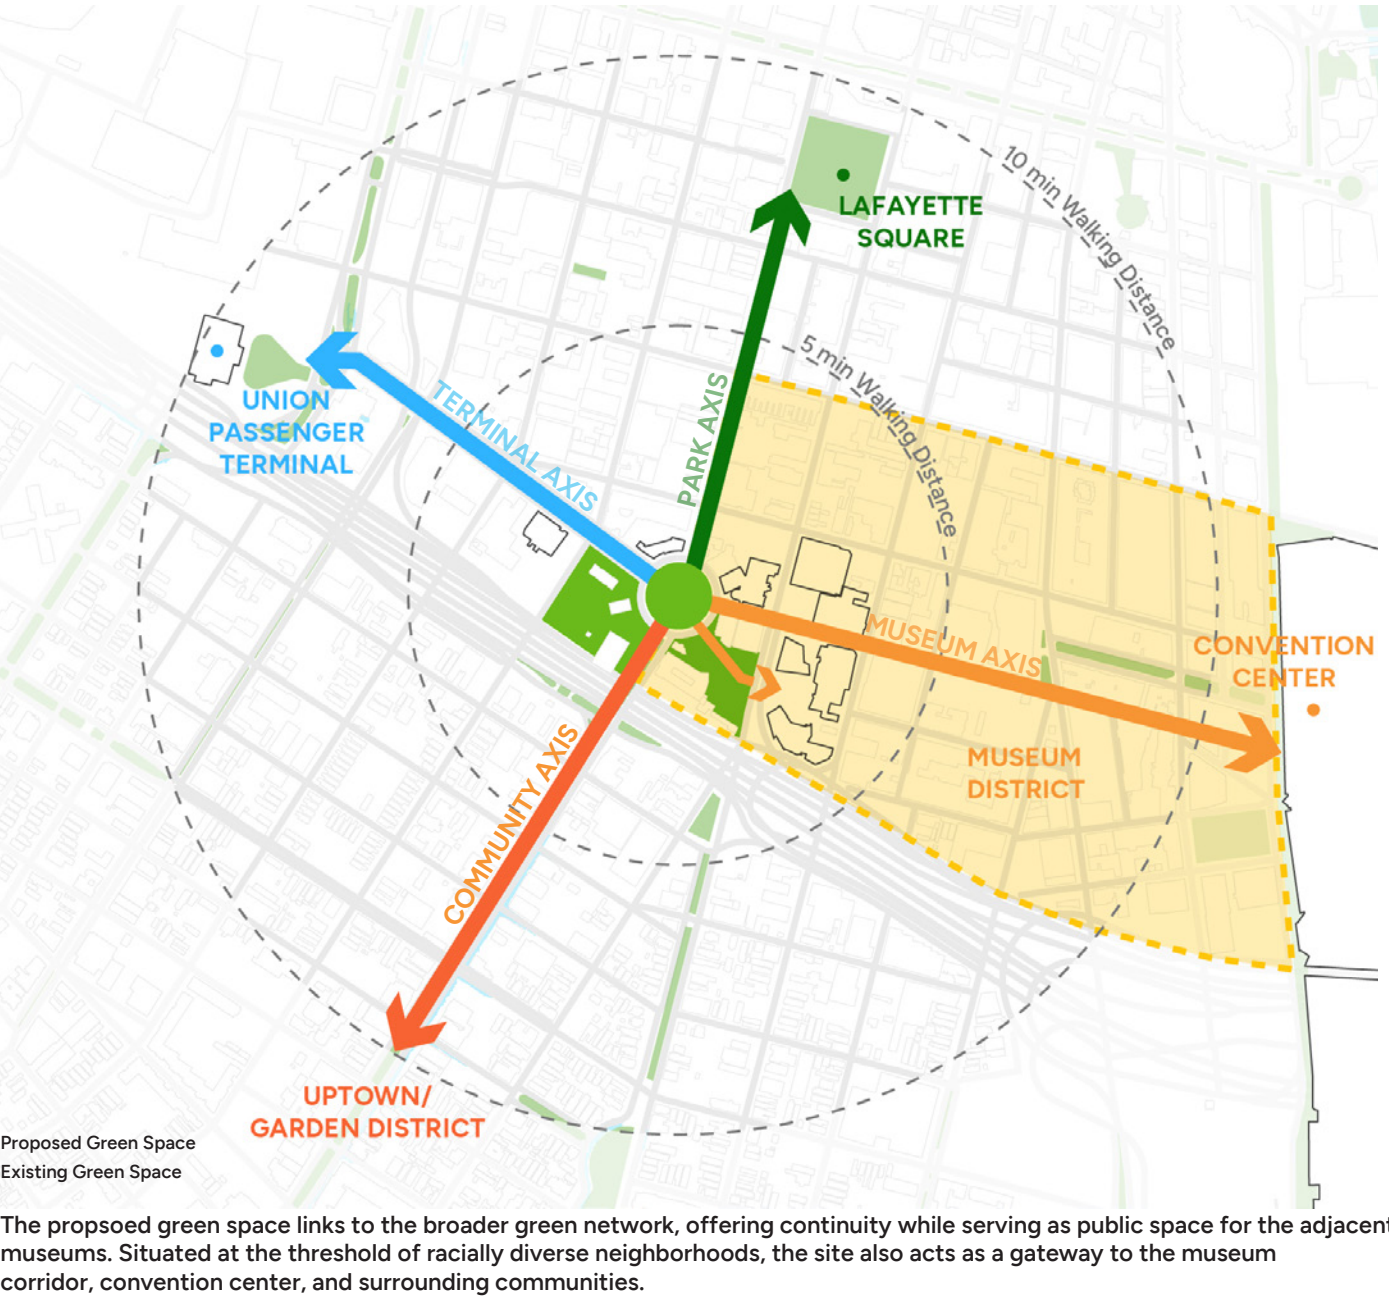 10 min Walking Distance
LAFAYETTE
SQUARE
5 min Walking Distance
UNION
PASSENGER
TERMINAL
TERMINAL AXIS
PARK AXIS
MUSEUM AXIS
CONVENTION
CENTER
MUSEUM
DISTRICT
COMMUNITY AXIS
UPTOWN/
GARDEN DISTRICT
Proposed Green Space
Existing Green Space
The propsoed green space links to the broader green network, offering continuity while serving as public space for the adjacent
museums. Situated at the threshold of racially diverse neighborhoods, the site also acts as a gateway to the museum
corridor, convention center, and surrounding communities.